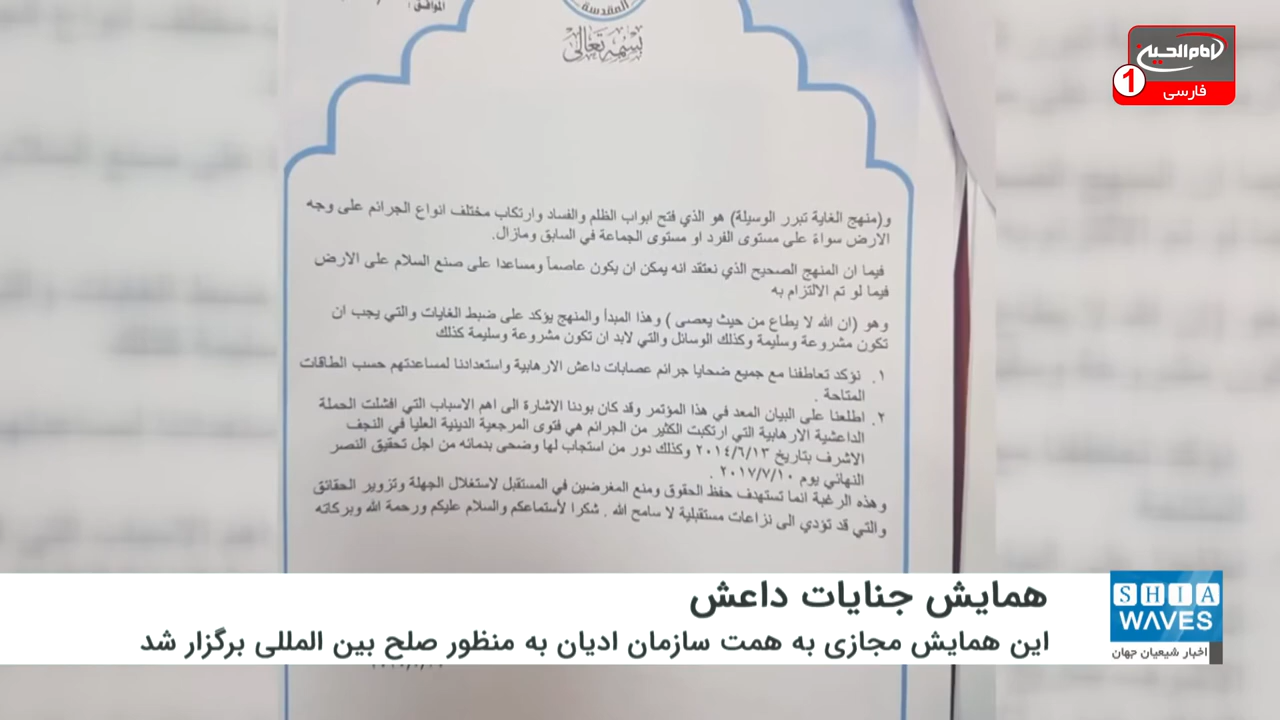 الموافق :
المقدسة
بسمه تعالى
امام الحسین
1
فارسی
و(منهج الغاية تبرر الوسيلة) هو الذي فتح ابواب الظلم والفساد وارتكاب مختلف انواع الجرائم على وجه
الارض سواءً على مستوى الفرد او مستوى الجماعة في السابق ومازال.
فيما ان المنهج الصحيح الذي نعتقد انه يمكن ان يكون عاصماً ومساعدا على صنع السلام على الارض
فيما لو تم الالتزام به
وهو (ان الله لا يطاع من حيث يعصى ) وهذا المبدأ والمنهج يؤكد على ضبط الغايات والتي يجب ان
تكون مشروعة وسليمة وكذلك الوسائل والتي لابد ان تكون مشروعة وسليمة كذلك
١. نؤكد تعاطفنا مع جميع ضحايا جرائم عصابات داعش الارهابية واستعدادنا لمساعدتهم حسب الطاقات
المتاحة .
٢. اطلعنا على البيان المعد في هذا المؤتمر وقد كان بودنا الاشارة الى اهم الاسباب التي افشلت الحملة
الداعشية الارهابية التي ارتكبت الكثير من الجرائم هي فتوى المرجعية الدينية العليا في النجف
الاشرف بتاريخ ٢٠١٤/٦/١٣ وكذلك دور من استجاب لها وضحى بدمائه من اجل تحقيق النصر
النهائي يوم ٢٠١٧/٧/١٠ .
وهذه الرغبة انما تستهدف حفظ الحقوق ومنع المغرضين في المستقبل لاستغلال الجهلة وتزوير الحقائق
والتي قد تؤدي الى نزاعات مستقبلية لا سامح الله . شكرا لأستماعكم والسلام عليكم ورحمة الله وبركاته
همایش جنایات داعش
این همایش مجازی به همت سازمان ادیان به منظور صلح بین المللی برگزار شد
SHIA
WAVES
اخبار شیعیان جهان